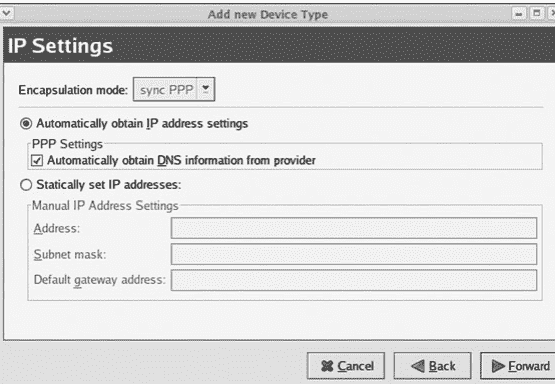 Add new Device Type
IP Settings
Encapsulation mode: sync PPP
Automatically obtain IP address settings
PPP Settings
Automatically obtain DNS information from provider
Statically set IP addresses:
Manual IP Address Settings
Address:
Subnet mask:
Default gateway address:
Cancel Back Forward